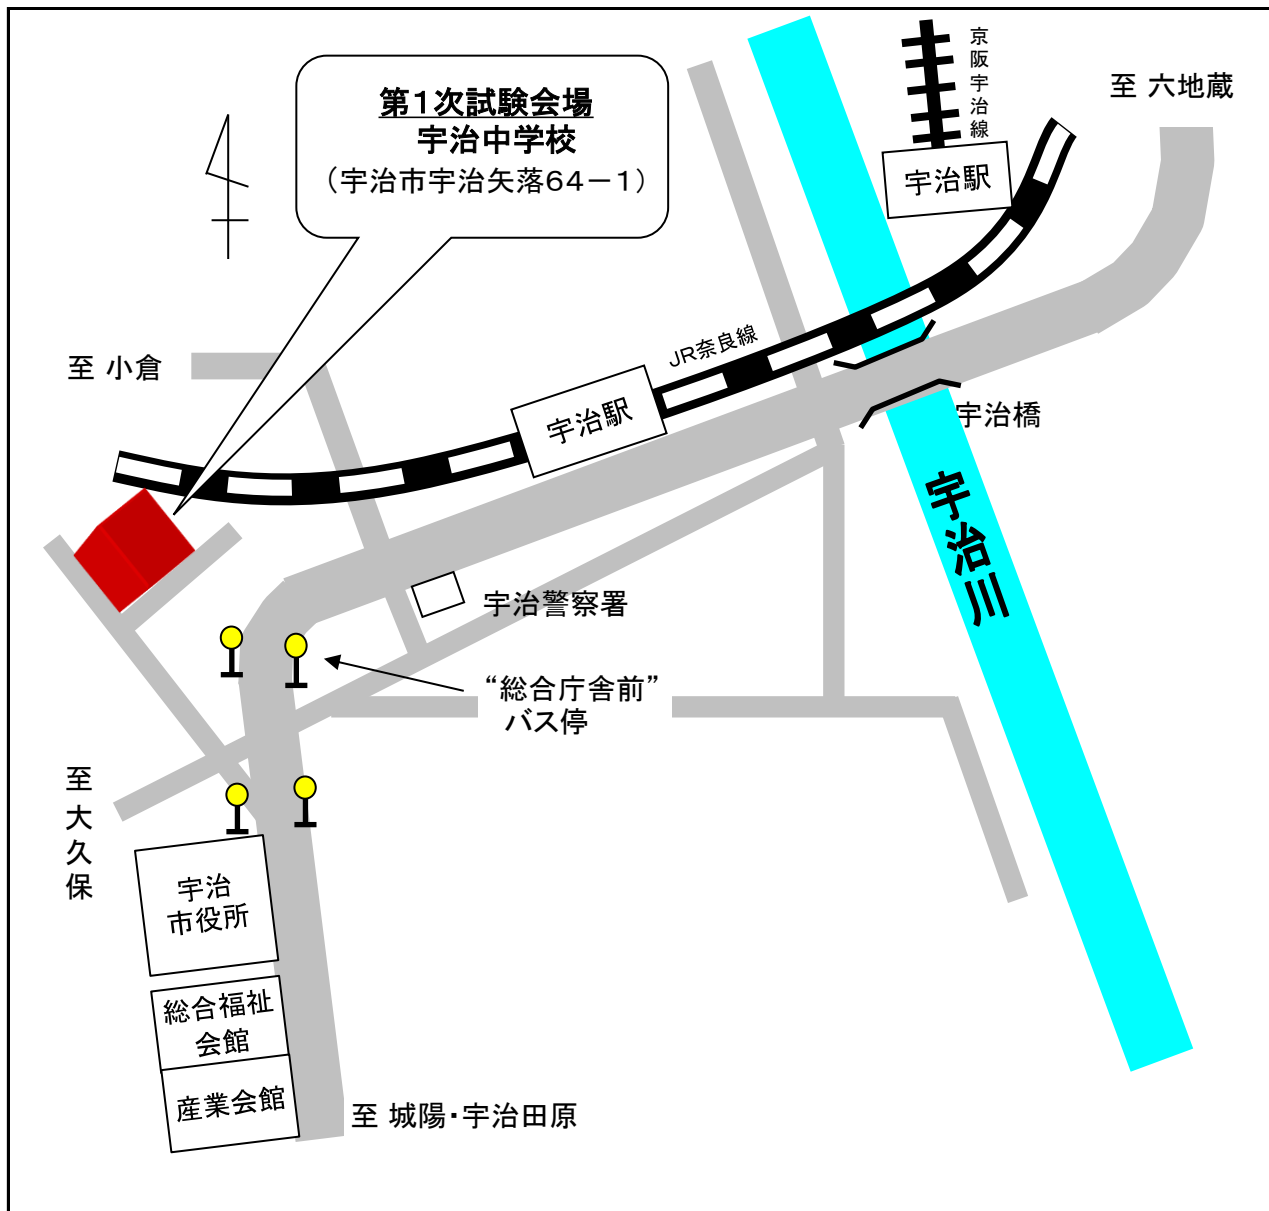 第1次試験会場
宇治中学校
（宇治市宇治矢落64－1）
京阪宇治線
至 六地蔵
宇治駅
JR奈良線
至 小倉
宇治駅
宇治橋
宇治川
宇治警察署
“総合庁舎前”
バス停
至 大久保
宇治
市役所
総合福祉
会館
産業会館
至 城陽・宇治田原